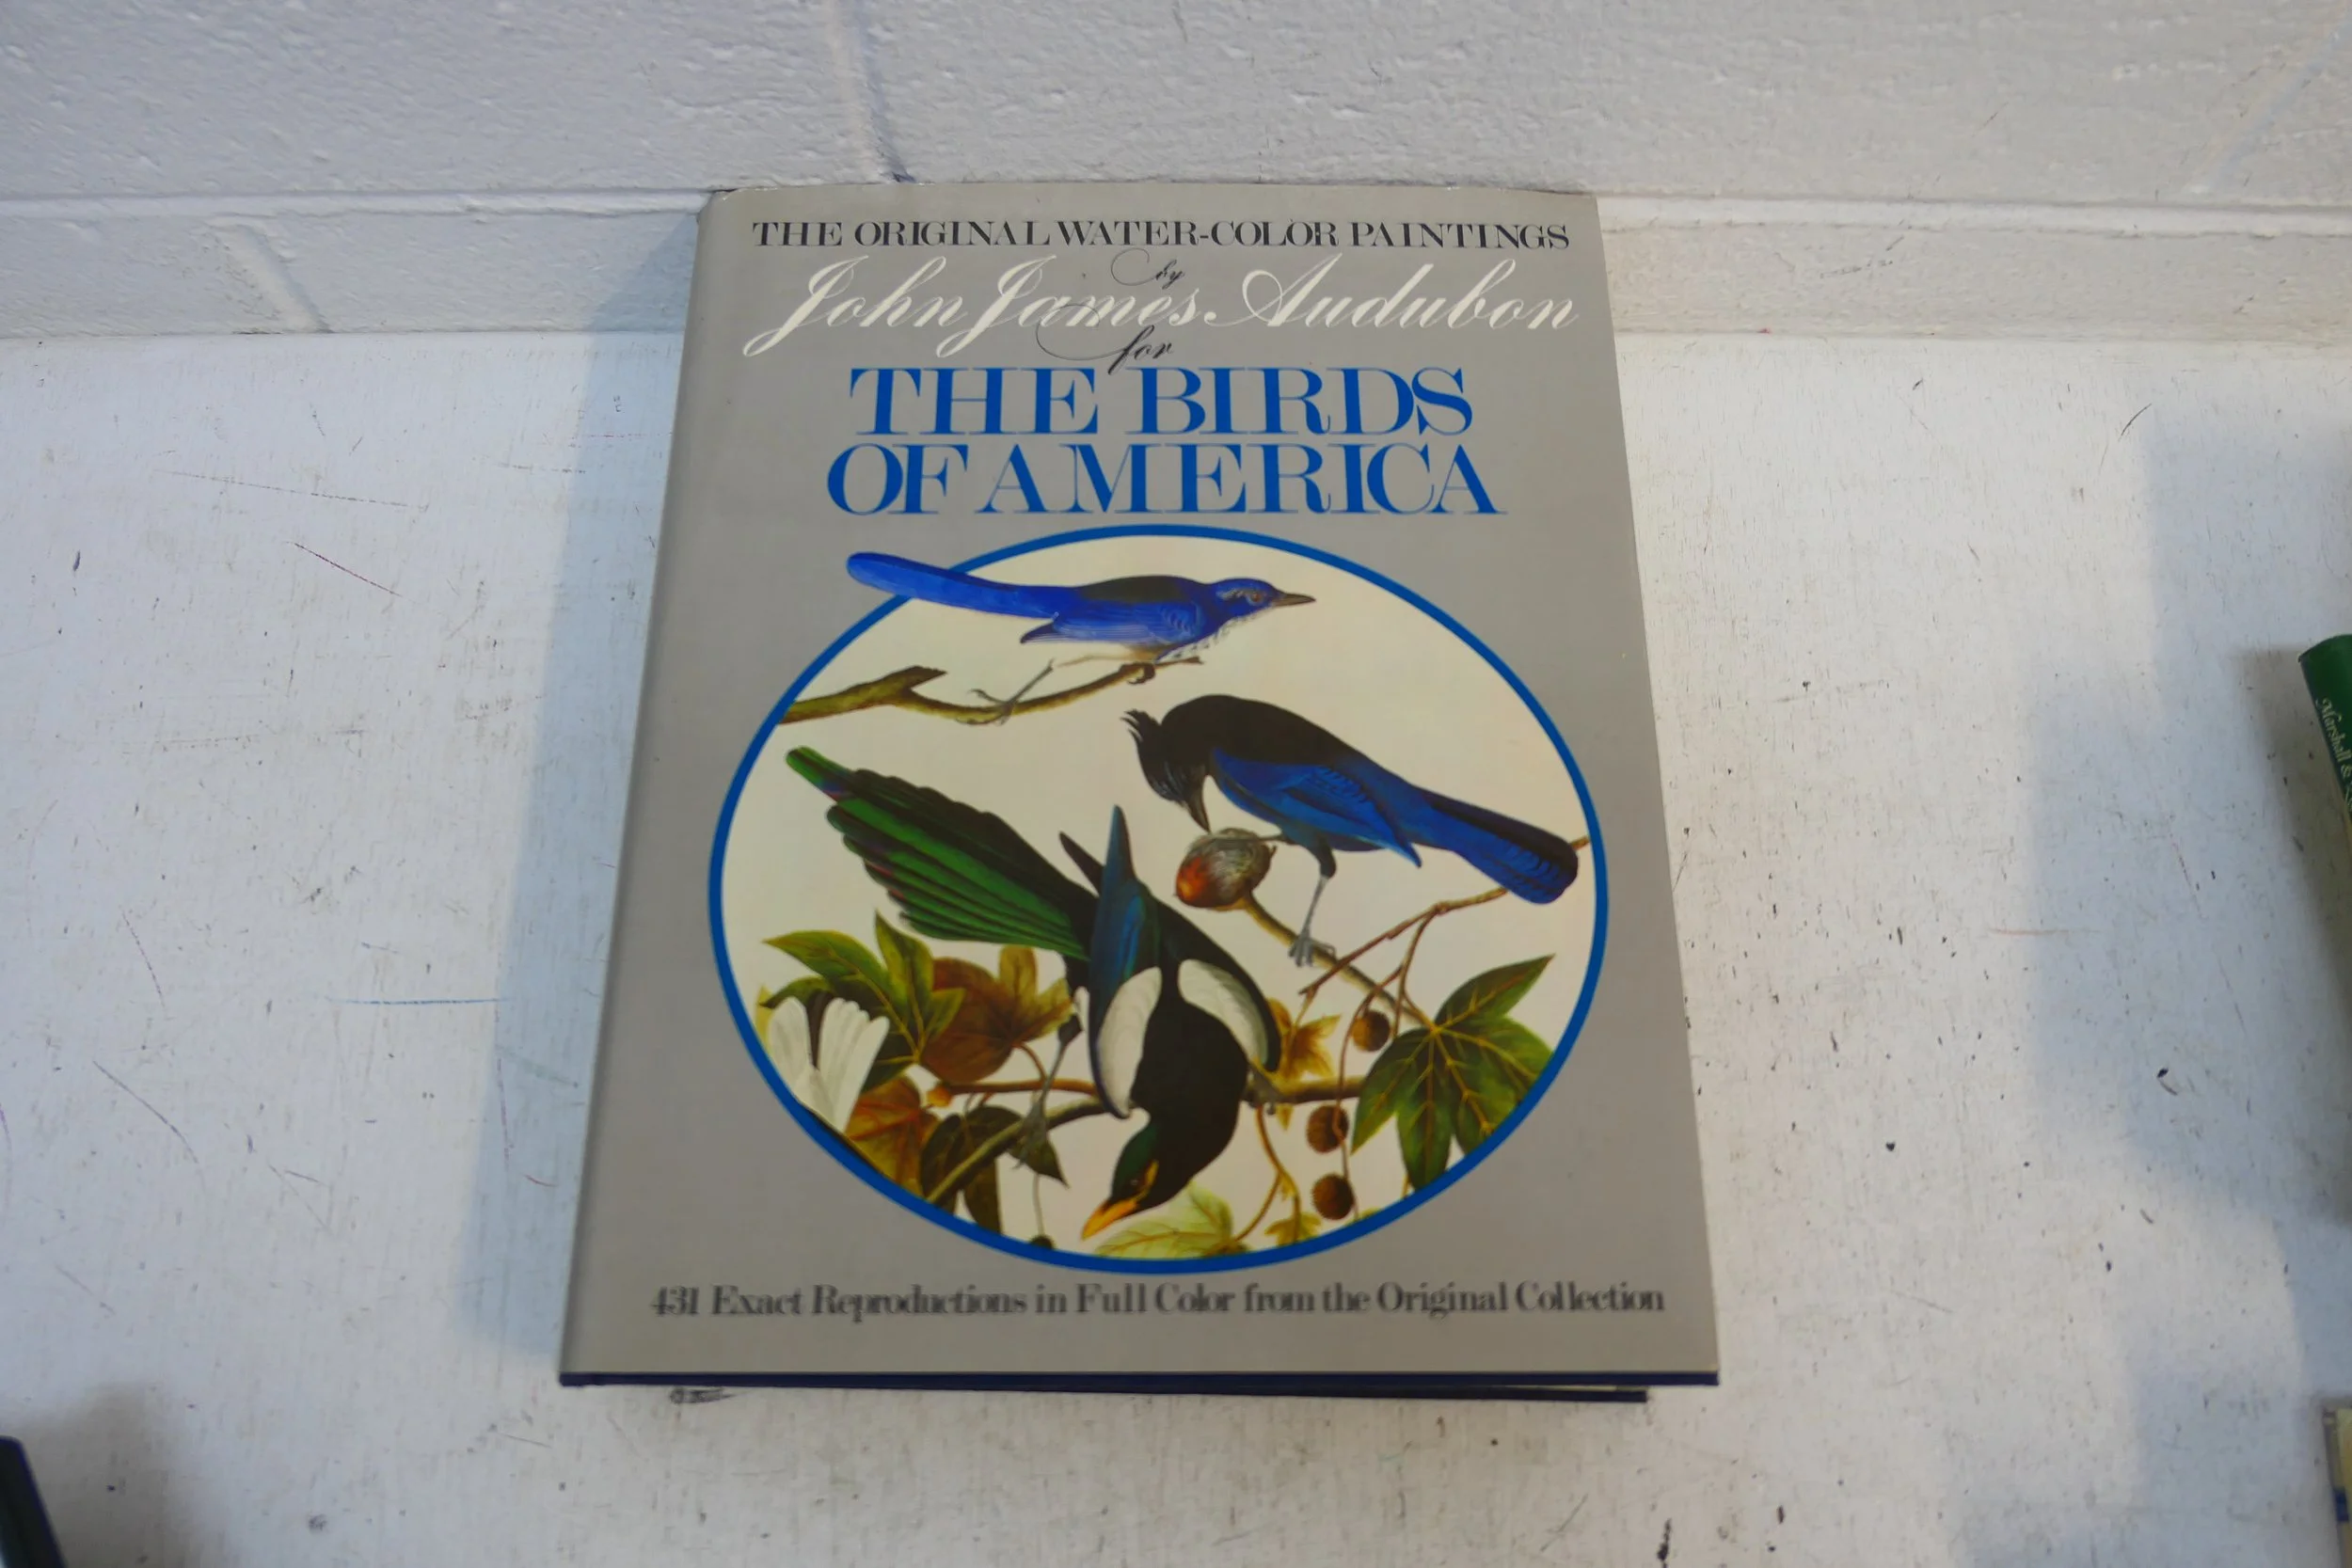 THE ORIGINAL WATER-COLOR PAINTINGS
by
John James Audubon
for
THE BIRDS
OF AMERICA
431 Exact Reproductions in Full Color from the Original Collection
Marshall &